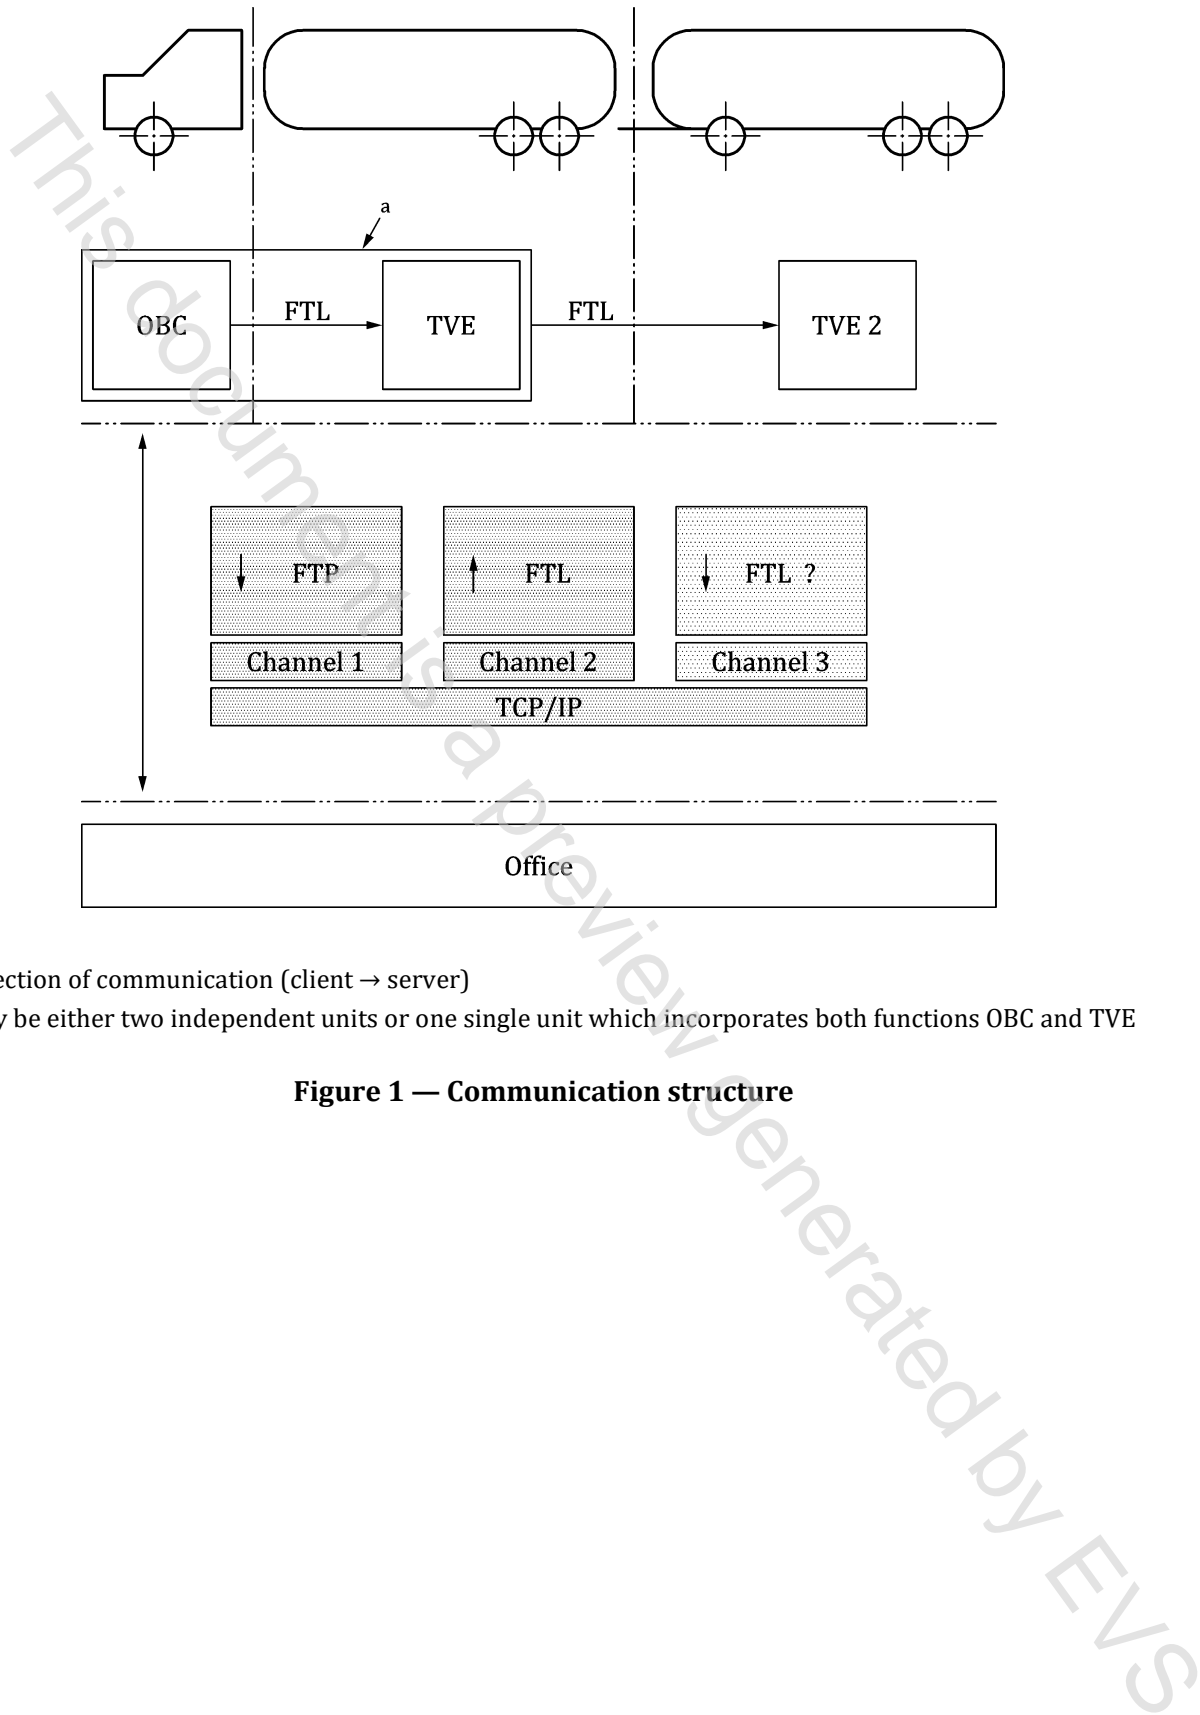 a
OBC
FTL
TVE
FTL
TVE 2
FTP
FTL
FTL ?
Channel 1
Channel 2
Channel 3
TCP/IP
Office
ection of communication (client → server)
y be either two independent units or one single unit which incorporates both functions OBC and TVE
Figure 1 — Communication structure
This document is a preview generated by EVS